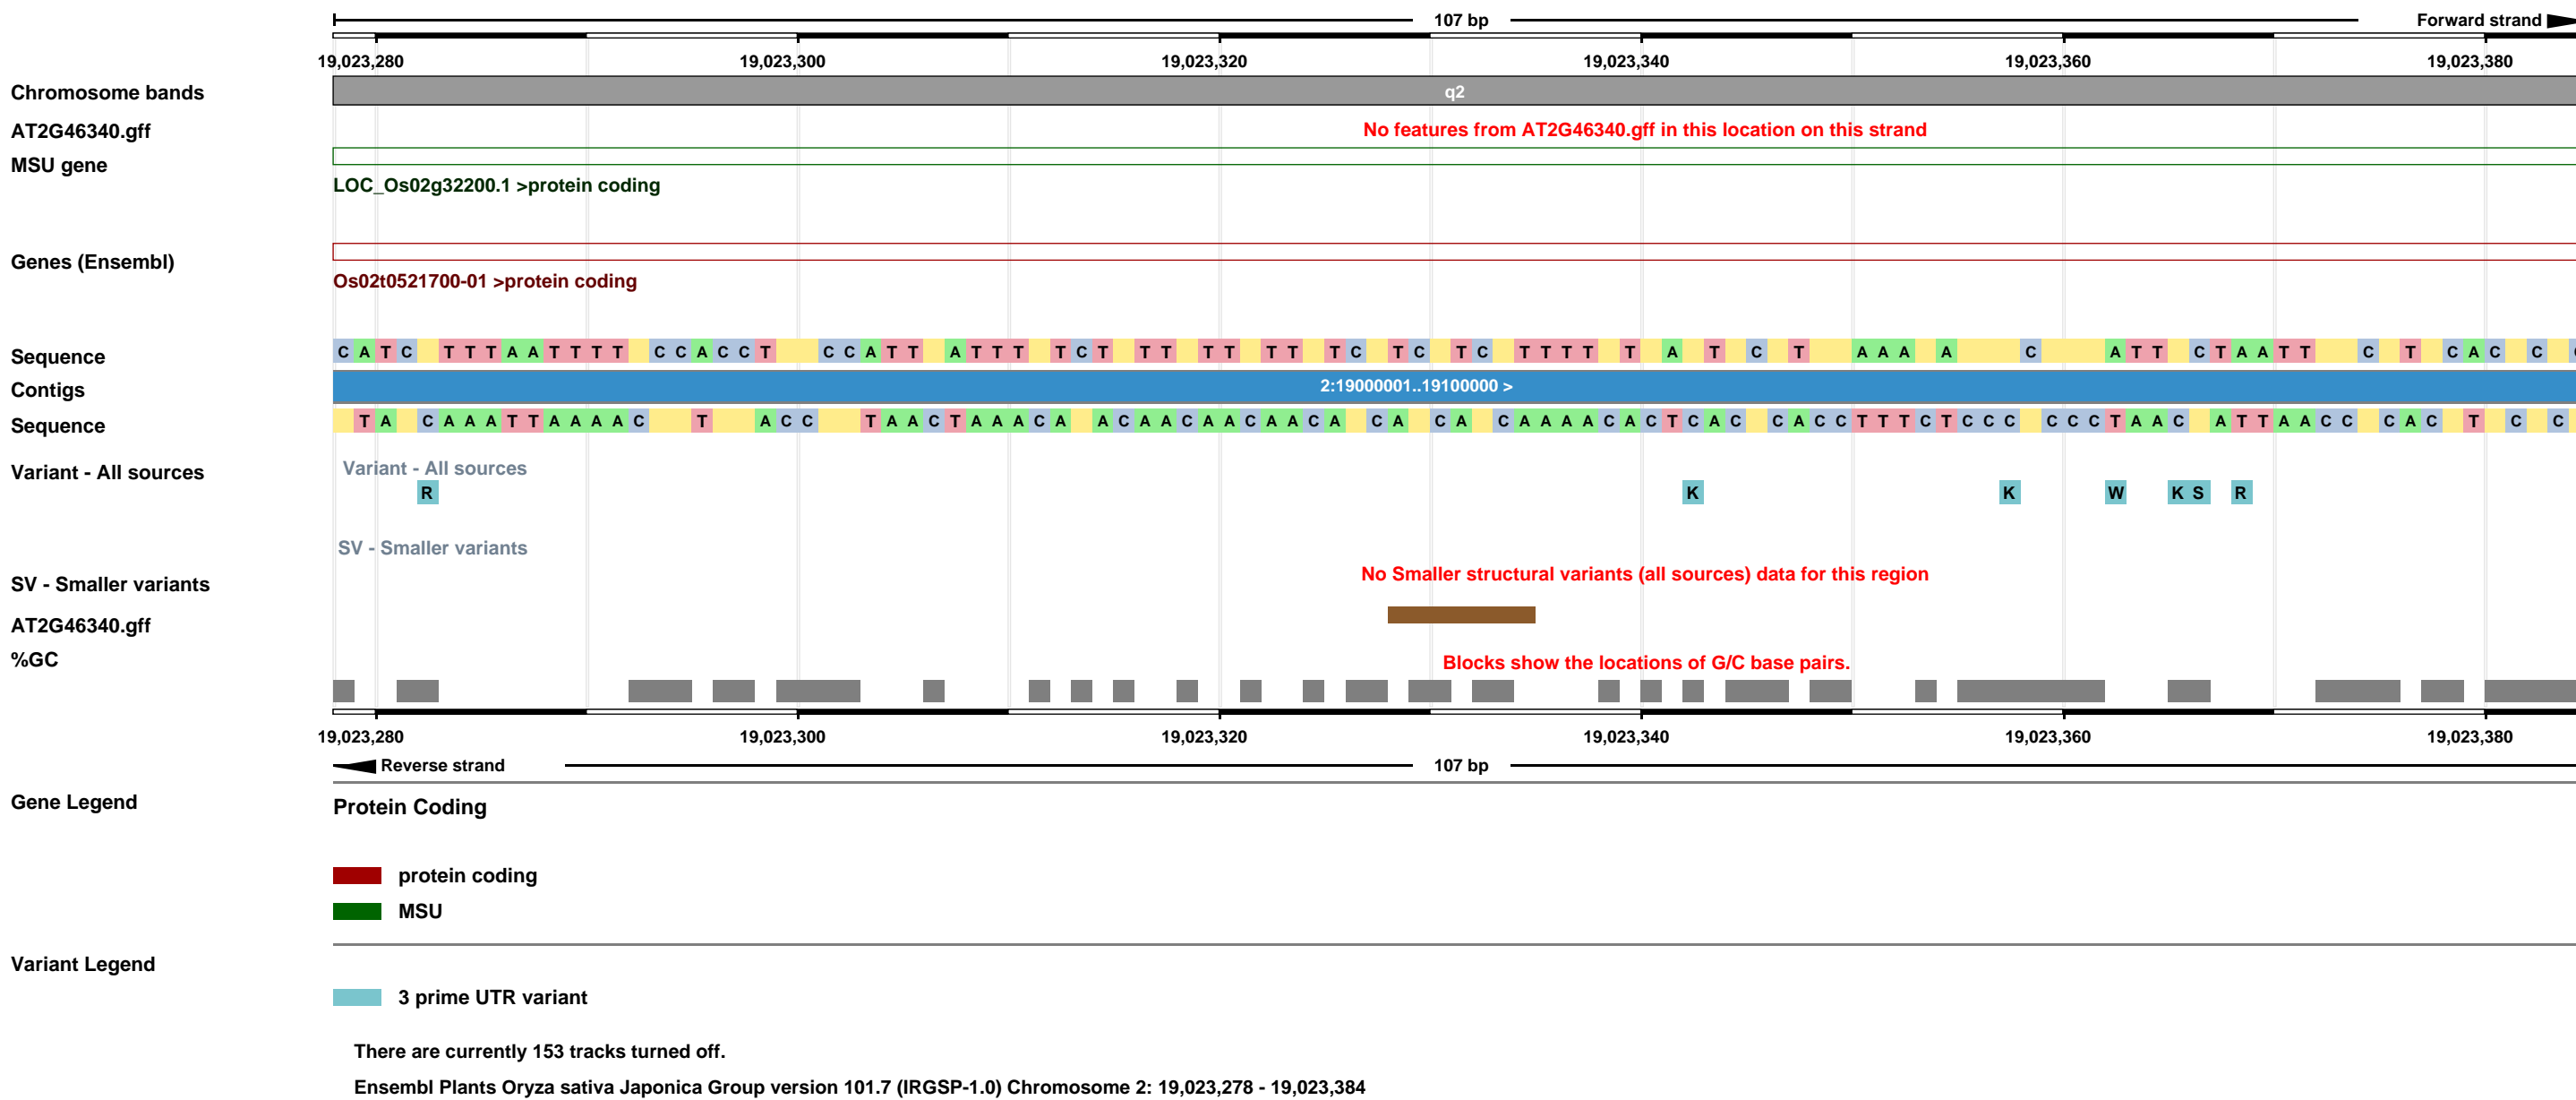 107 bp
Forward strand
19,023,280 19,023,300 19,023,320 19,023,340 19,023,360 19,023,380
Chromosome bands
q2
AT2G46340.gff
No features from AT2G46340.gff in this location on this strand
MSU gene
LOC_Os02g32200.1 >protein coding
Genes (Ensembl)
Os02t0521700-01 >protein coding
Sequence
C A T C T T T A A T T T T C C A C C T C C A T T A T T T T C T T T T T T T T C T C T C T T T T T A T C T A A A A C A T T C T A A T T C T C A C C
Contigs
2:19000001..19100000 >
Sequence
T A C A A A T T A A A A C T A C C T A A C T A A A C A A C A A C A A C A A C A C A C A C A A A A C A C T C A C C A C C T T T C T C C C C C C T A A C A T T A A C C C A C T C C
Variant - All sources
Variant - All sources
R K K W K S R
SV - Smaller variants
SV - Smaller variants
No Smaller structural variants (all sources) data for this region
AT2G46340.gff
%GC
Blocks show the locations of G/C base pairs.
19,023,280 19,023,300 19,023,320 19,023,340 19,023,360 19,023,380
Reverse strand
107 bp
Gene Legend
Protein Coding
protein coding
MSU
Variant Legend
3 prime UTR variant
There are currently 153 tracks turned off.
Ensembl Plants Oryza sativa Japonica Group version 101.7 (IRGSP-1.0) Chromosome 2: 19,023,278 - 19,023,384